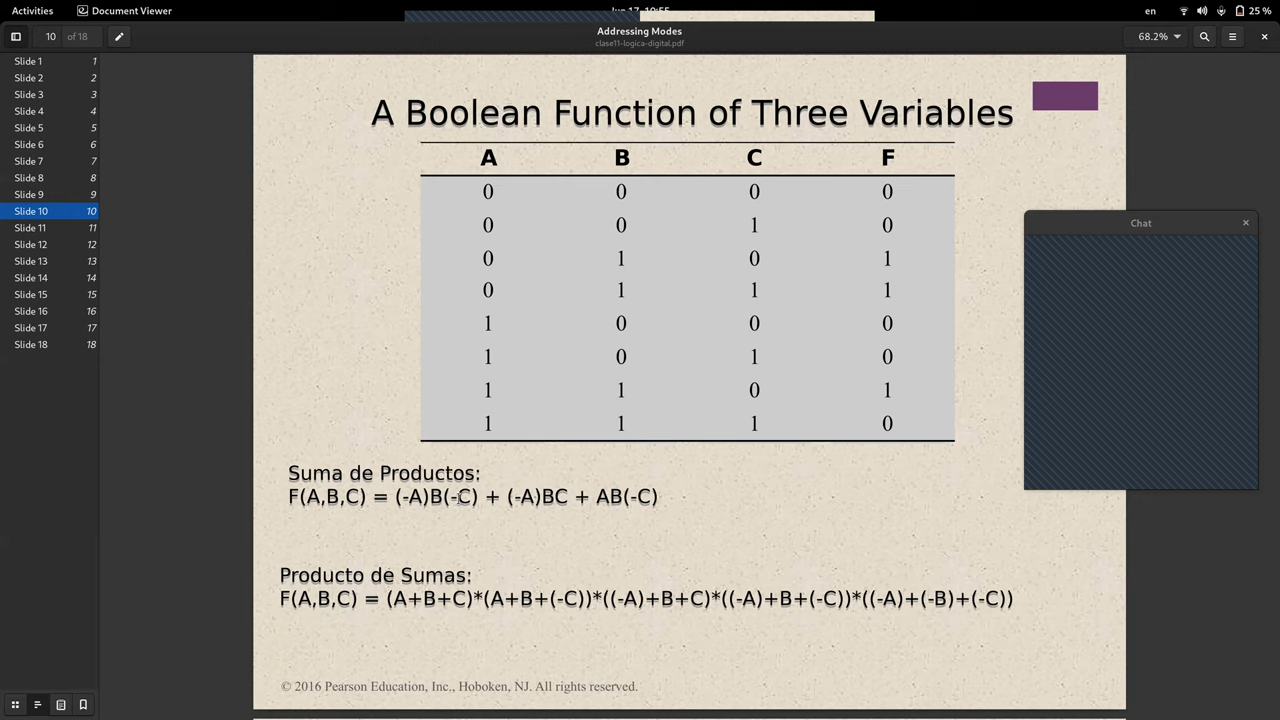 Activities Document Viewer Jun 17, 10:55 en 25 %
10 of 18 Addressing Modes 68.2%
clase11-logica-digital.pdf
Slide 1 1
Slide 2 2
Slide 3 3
Slide 4 4
Slide 5 5
Slide 6 6
Slide 7 7
Slide 8 8
Slide 9 9
Slide 10 10
Slide 11 11
Slide 12 12
Slide 13 13
Slide 14 14
Slide 15 15
Slide 16 16
Slide 17 17
Slide 18 18
A Boolean Function of Three Variables
A B C F
0 0 0 0
0 0 1 0
0 1 0 1
0 1 1 1
1 0 0 0
1 0 1 0
1 1 0 1
1 1 1 0
Suma de Productos:
F(A,B,C) = (-A)B(-C) + (-A)BC + AB(-C)
Producto de Sumas:
F(A,B,C) = (A+B+C)*(A+B+(-C))*((-A)+B+C)*((-A)+B+(-C))*((-A)+(-B)+(-C))
© 2016 Pearson Education, Inc., Hoboken, NJ. All rights reserved.
Chat